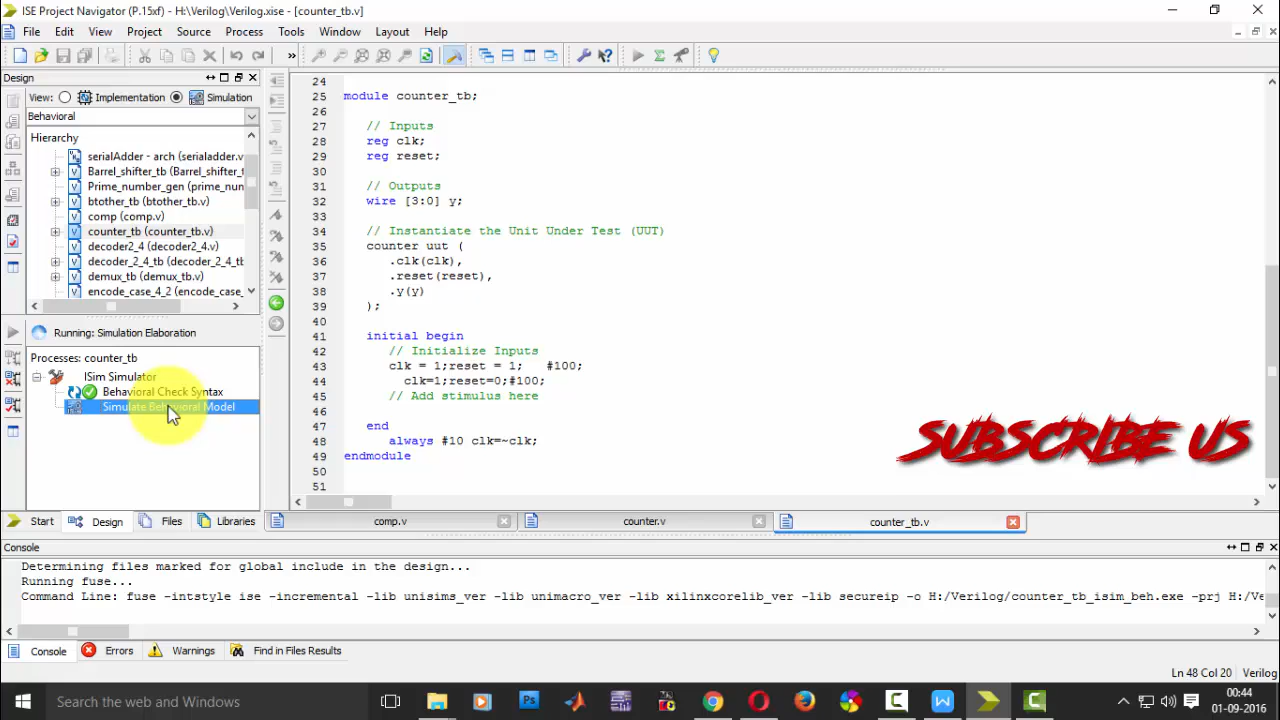 ISE Project Navigator (P.15xf) - H:\Verilog\Verilog.xise - [counter_tb.v]
File Edit View Project Source Process Tools Window Layout Help
Design
View: Implementation Simulation
Behavioral
Hierarchy
serialAdder - arch (serialadder.v
Barrel_shifter_tb (Barrel_shifter_t
Prime_number_gen (prime_num
btother_tb (btother_tb.v)
comp (comp.v)
counter_tb (counter_tb.v)
decoder2_4 (decoder2_4.v)
decoder_2_4_tb (decoder_2_4_tb
demux_tb (demux_tb.v)
encode_case_4_2 (encode_case_
Running: Simulation Elaboration
Processes: counter_tb
ISim Simulator
Behavioral Check Syntax
Simulate Behavioral Model
Start Design Files Libraries
24
25 module counter_tb;
26
27 // Inputs
28 reg clk;
29 reg reset;
30
31 // Outputs
32 wire [3:0] y;
33
34 // Instantiate the Unit Under Test (UUT)
35 counter uut (
36 .clk(clk),
37 .reset(reset),
38 .y(y)
39 );
40
41 initial begin
42 // Initialize Inputs
43 clk = 1;reset = 1; #100;
44 clk=1;reset=0;#100;
45 // Add stimulus here
46
47 end
48 always #10 clk=~clk;
49 endmodule
50
51
SUBSCRIBE US
comp.v counter.v counter_tb.v
Console
Determining files marked for global include in the design...
Running fuse...
Command Line: fuse -intstyle ise -incremental -lib unisims_ver -lib unimacro_ver -lib xilinxcorelib_ver -lib secureip -o H:/Verilog/counter_tb_isim_beh.exe -prj H:/Ve
Console Errors Warnings Find in Files Results
Ln 48 Col 20 Verilog
Search the web and Windows
00:44
01-09-2016